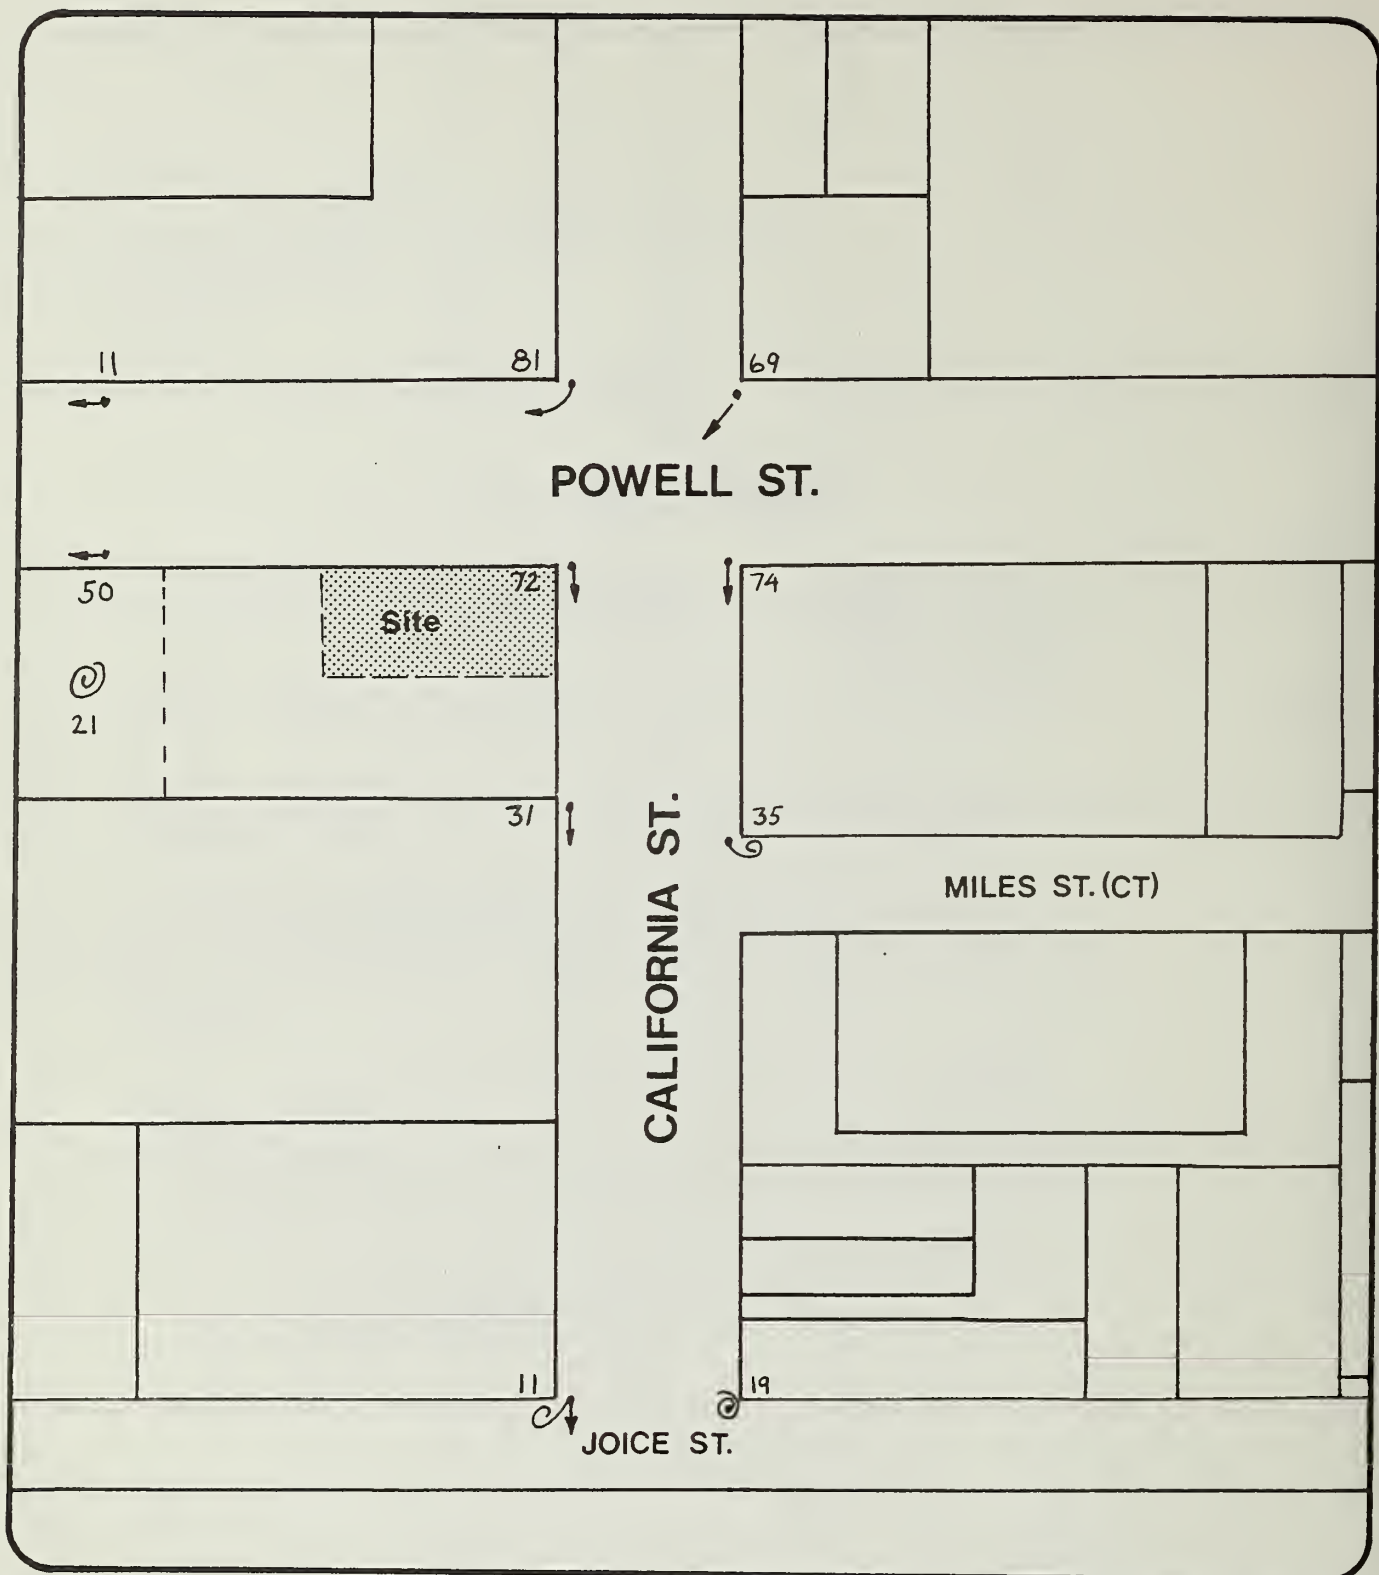 11
81
69
POWELL ST.
50
72
74
Site
21
31
35
CALIFORNIA ST.
MILES ST. (CT)
11
19
JOICE ST.